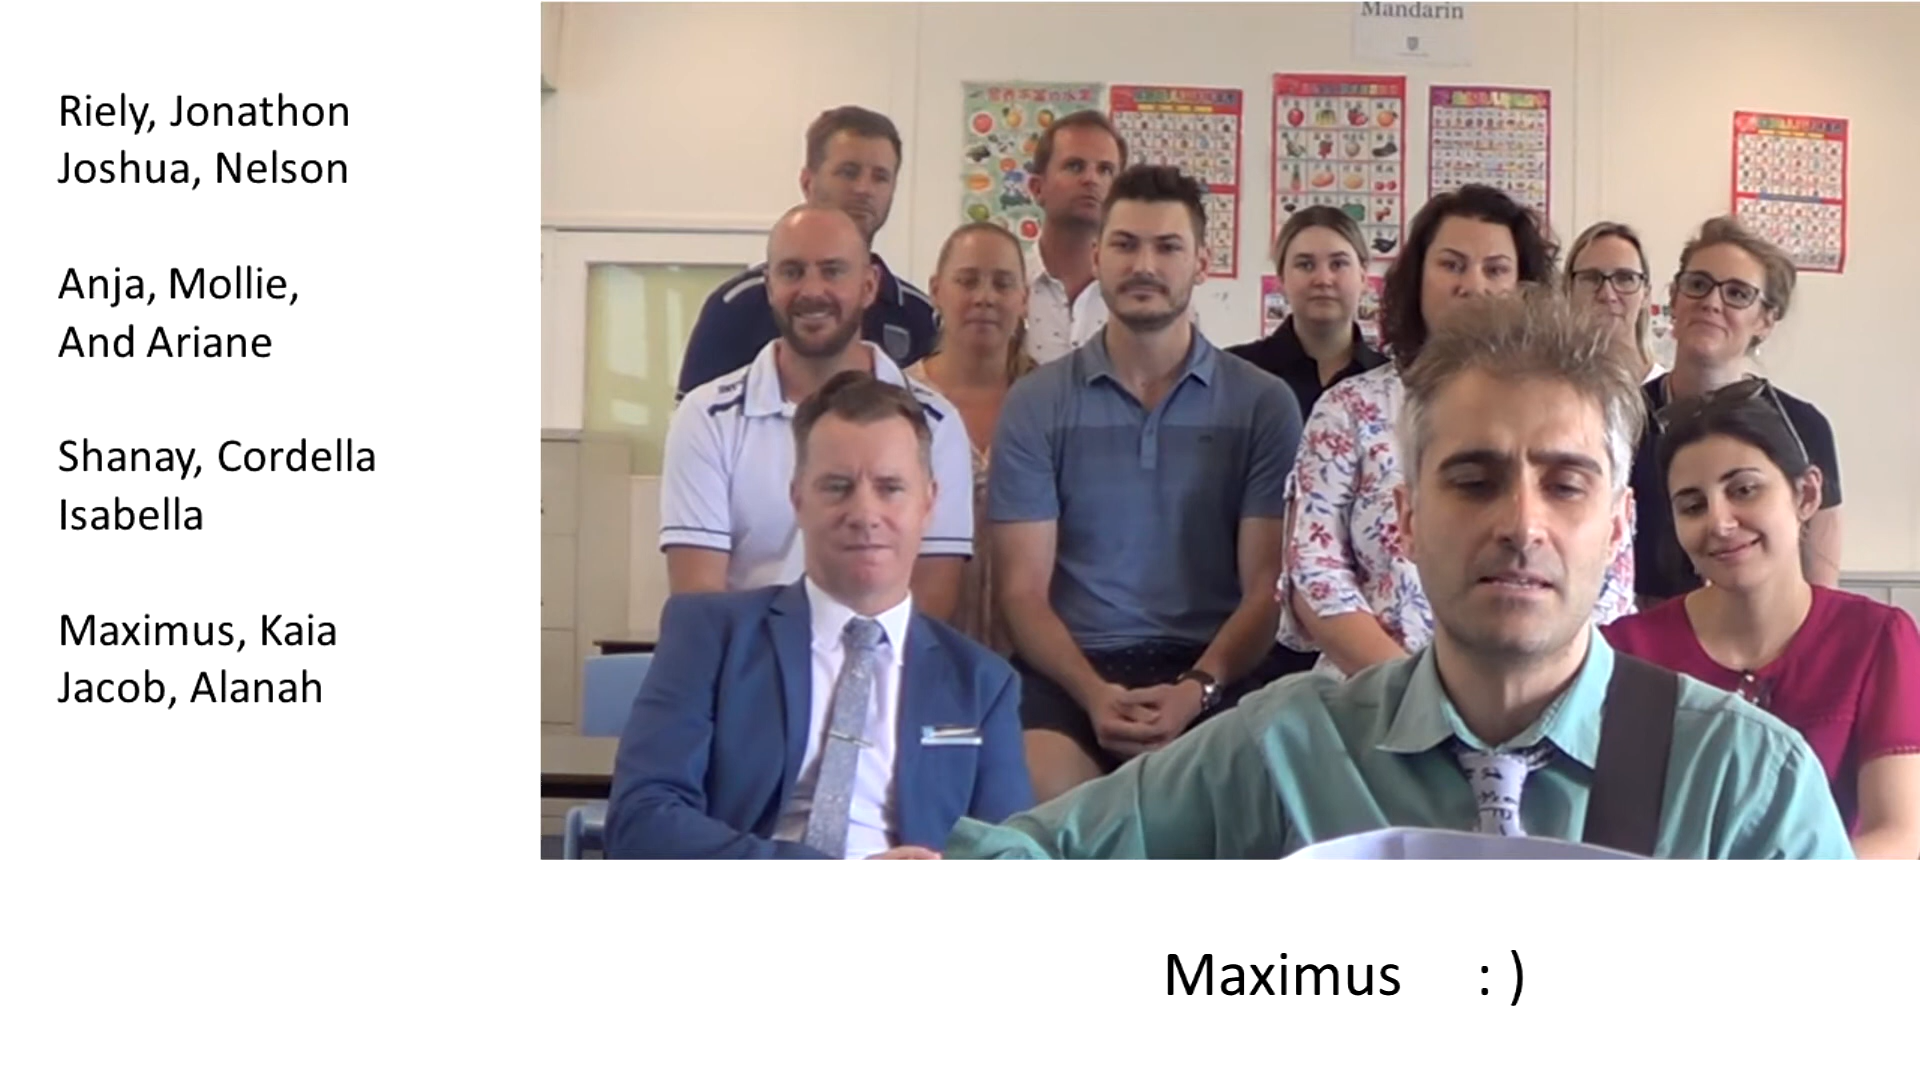 Riely, Jonathon
Joshua, Nelson
Anja, Mollie,
And Ariane
Shanay, Cordella
Isabella
Maximus, Kaia
Jacob, Alanah
Mandarin
Maximus : )